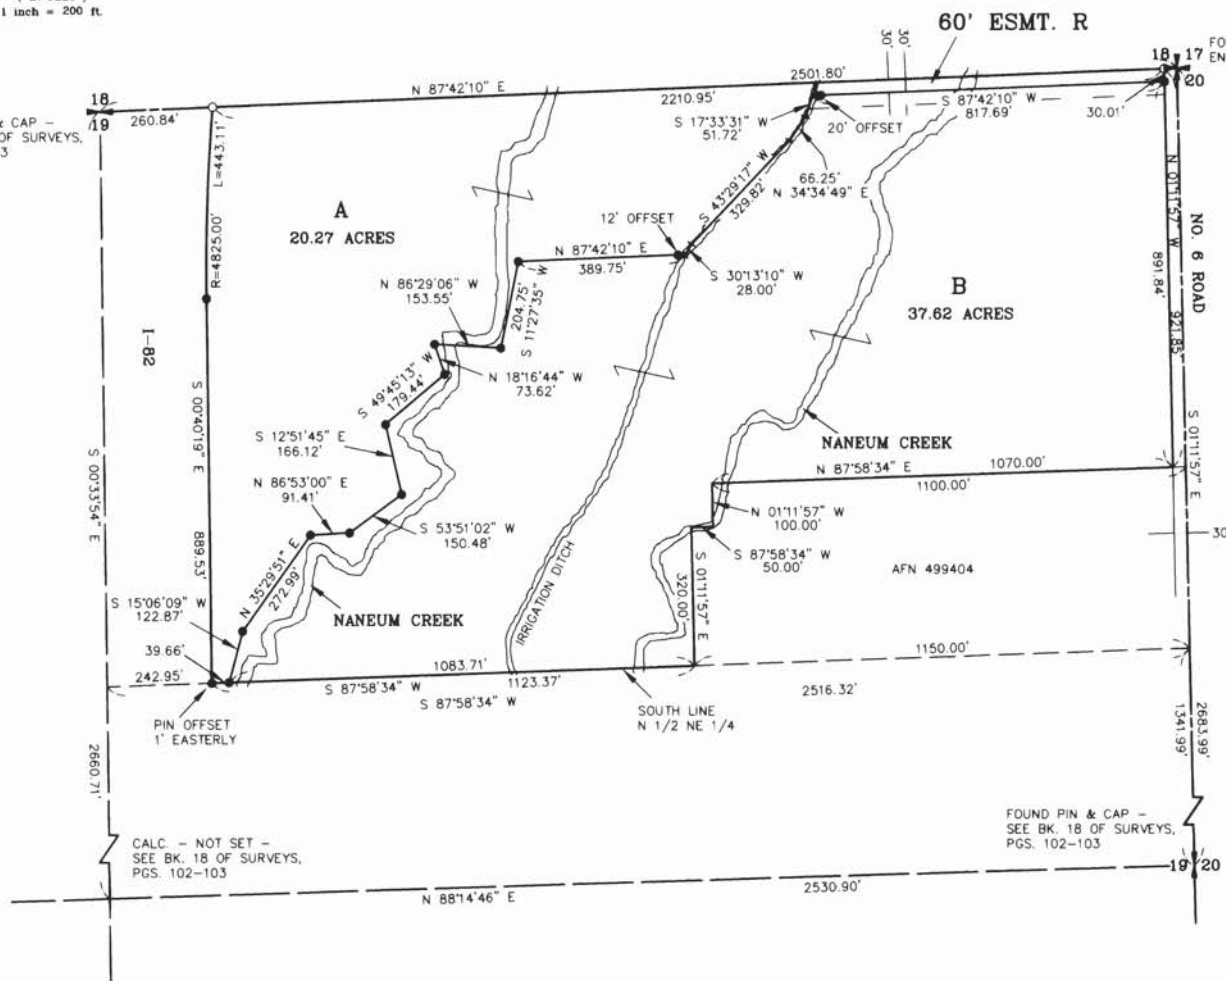 1 inch = 200 ft.
60' ESMT. R
30'
30'
18
17
20
FO
EN
18
19
260.84'
N 87°42'10" E
2501.80'
2210.95'
& CAP –
OF SURVEYS,
3
S 17°33'31" W
51.72'
20' OFFSET
S 87°42'10" W
817.69'
30.01'
L=443.11'
R=4825.00'
A
20.27 ACRES
S 43°29'17" W
329.82'
66.25'
N 34°34'49" E
12' OFFSET
N 87°42'10" E
389.75'
S 30°13'10" W
28.00'
N 01°11'57" W
891.84'
921.85'
NO. 6 ROAD
B
37.62 ACRES
N 86°29'06" W
153.55'
204.75'
S 11°27'35" W
I-82
N 18°16'44" W
73.62'
S 49°45'13" W
179.44'
S 00°40'19" E
889.53'
S 12°51'45" E
166.12'
NANEUM CREEK
N 87°58'34" E
1070.00'
1100.00'
S 01°11'57" E
S 00°33'54" E
N 86°53'00" E
91.41'
S 53°51'02" W
150.48'
N 01°11'57" W
100.00'
S 87°58'34" W
50.00'
30
AFN 499404
N 35°29'51" E
272.99'
IRRIGATION DITCH
320.00'
S 01°11'57" E
S 15°06'09" W
122.87'
NANEUM CREEK
39.66'
242.95'
1083.71'
S 87°58'34" W
1123.37'
S 87°58'34" W
1150.00'
2516.32'
PIN OFFSET
1' EASTERLY
SOUTH LINE
N 1/2 NE 1/4
2683.99'
1341.99'
2660.71'
CALC. – NOT SET –
SEE BK. 18 OF SURVEYS,
PGS. 102–103
FOUND PIN & CAP –
SEE BK. 18 OF SURVEYS,
PGS. 102–103
19
20
N 88°14'46" E
2530.90'